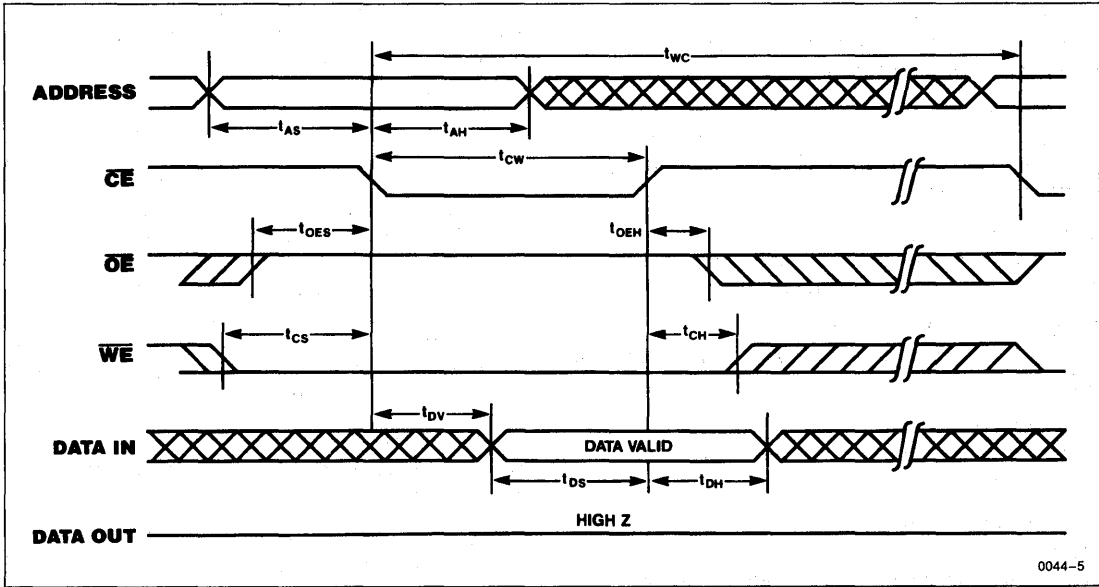 tWC
ADDRESS
tAS
tAH
tCW
CE
tOES
tOEH
OE
tCS
tCH
WE
tDV
DATA IN
DATA VALID
tDS
tDH
HIGH Z
DATA OUT
0044–5